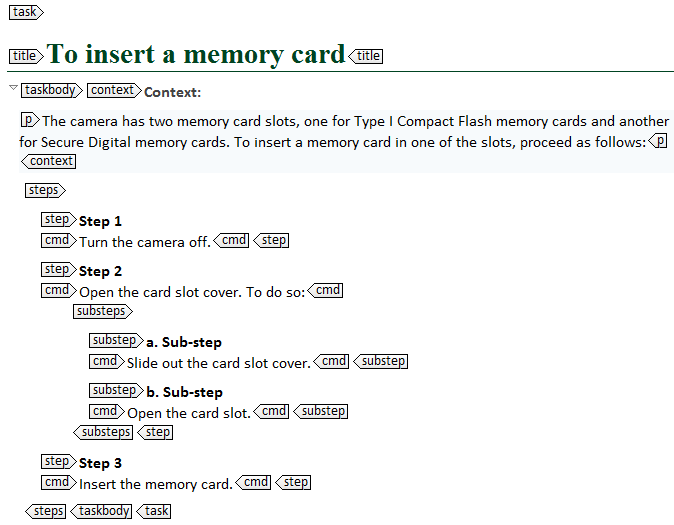 task
title To insert a memory card title
taskbody context Context:
p The camera has two memory card slots, one for Type I Compact Flash memory cards and another
for Secure Digital memory cards. To insert a memory card in one of the slots, proceed as follows: p
context
steps
step Step 1
cmd Turn the camera off. cmd step
step Step 2
cmd Open the card slot cover. To do so: cmd
substeps
substep a. Sub-step
cmd Slide out the card slot cover. cmd substep
substep b. Sub-step
cmd Open the card slot. cmd substep
substeps step
step Step 3
cmd Insert the memory card. cmd step
steps taskbody task